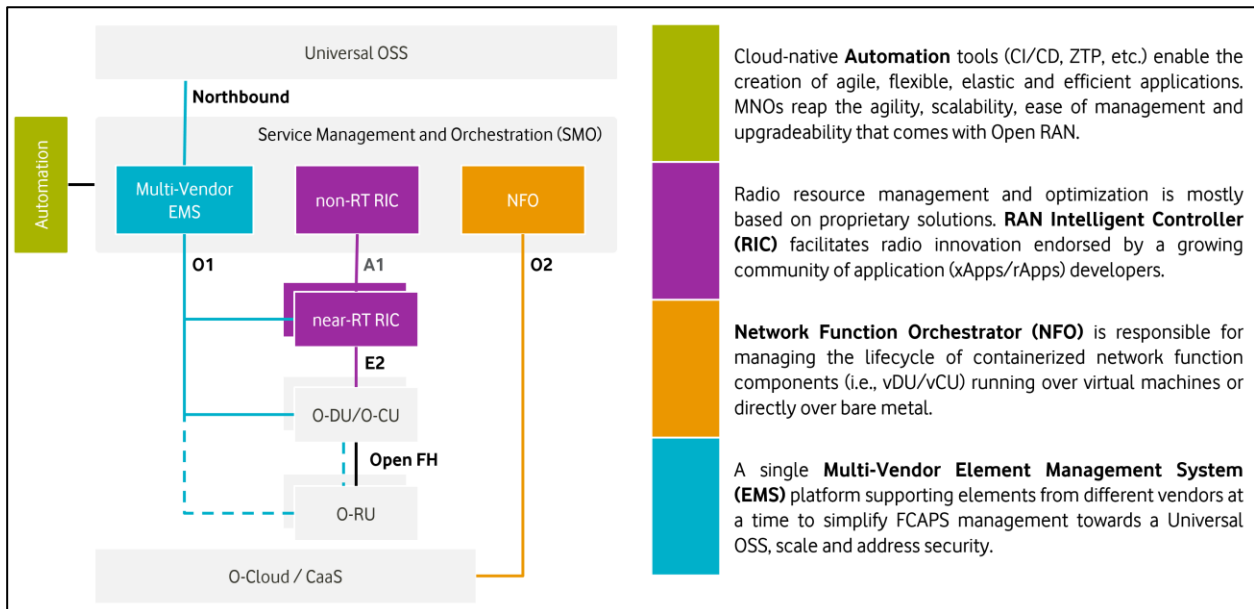 Universal OSS
Northbound
Service Management and Orchestration (SMO)
Automation
Multi-Vendor
EMS
non-RT RIC
NFO
O1
A1
O2
near-RT RIC
E2
O-DU/O-CU
Open FH
O-RU
O-Cloud / CaaS
Cloud-native Automation tools (CI/CD, ZTP, etc.) enable the
creation of agile, flexible, elastic and efficient applications.
MNOs reap the agility, scalability, ease of management and
upgradeability that comes with Open RAN.
Radio resource management and optimization is mostly
based on proprietary solutions. RAN Intelligent Controller
(RIC) facilitates radio innovation endorsed by a growing
community of application (xApps/rApps) developers.
Network Function Orchestrator (NFO) is responsible for
managing the lifecycle of containerized network function
components (i.e., vDU/vCU) running over virtual machines or
directly over bare metal.
A single Multi-Vendor Element Management System
(EMS) platform supporting elements from different vendors at
a time to simplify FCAPS management towards a Universal
OSS, scale and address security.